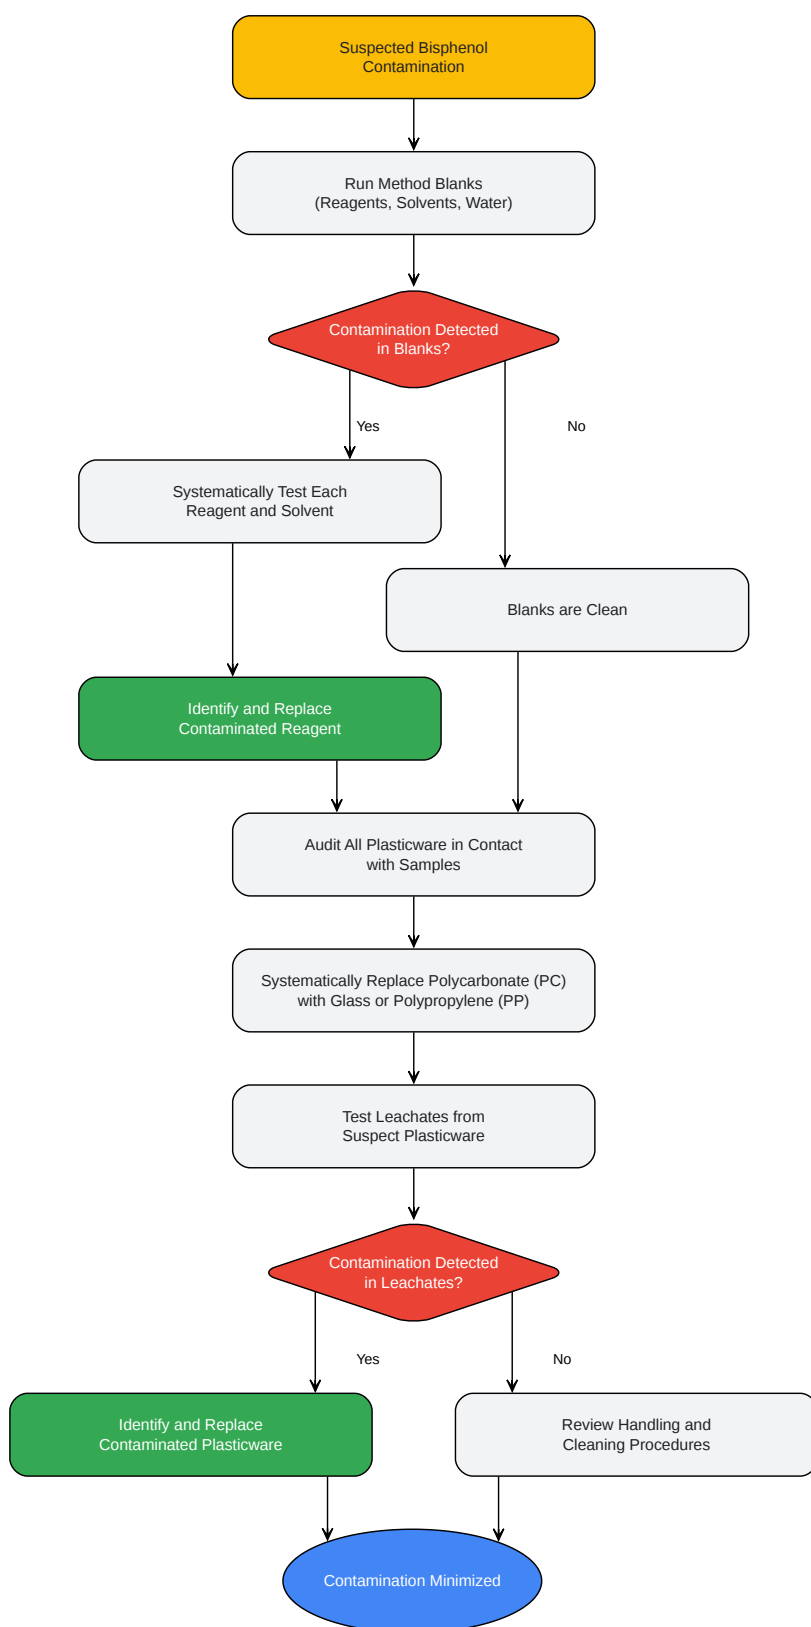 Suspected Bisphenol
Contamination
Run Method Blanks
(Reagents, Solvents, Water)
Contamination Detected
in Blanks?
Yes
No
Systematically Test Each
Reagent and Solvent
Blanks are Clean
Identify and Replace
Contaminated Reagent
Audit All Plasticware in Contact
with Samples
Systematically Replace Polycarbonate (PC)
with Glass or Polypropylene (PP)
Test Leachates from
Suspect Plasticware
Contamination Detected
in Leachates?
Yes
No
Identify and Replace
Contaminated Plasticware
Review Handling and
Cleaning Procedures
Contamination Minimized